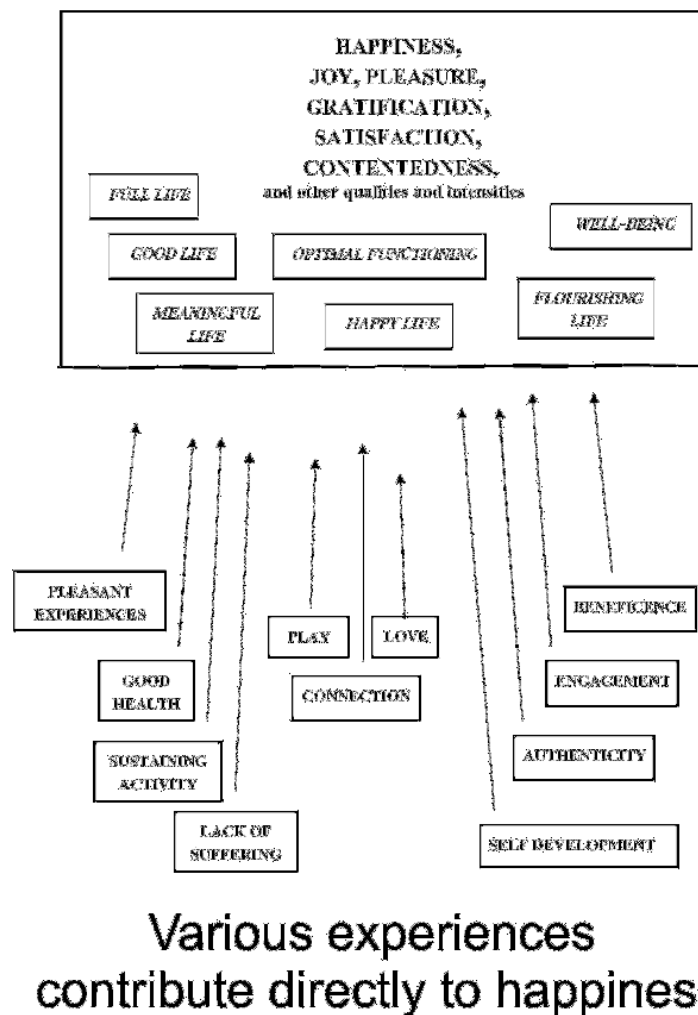 HAPPINESS,
JOY, PLEASURE,
GRATIFICATION,
SATISFACTION,
CONTENTEDNESS,
and other qualities and intensities
FULL LIFE
WELL-BEING
GOOD LIFE
OPTIMAL FUNCTIONING
MEANINGFUL
LIFE
HAPPY LIFE
FLOURISHING
LIFE
PLEASANT
EXPERIENCES
BENEFICENCE
PLAY
LOVE
GOOD
HEALTH
CONNECTION
ENGAGEMENT
SUSTAINING
ACTIVITY
AUTHENTICITY
LACK OF
SUFFERING
SELF DEVELOPMENT
Various experiences
contribute directly to happines